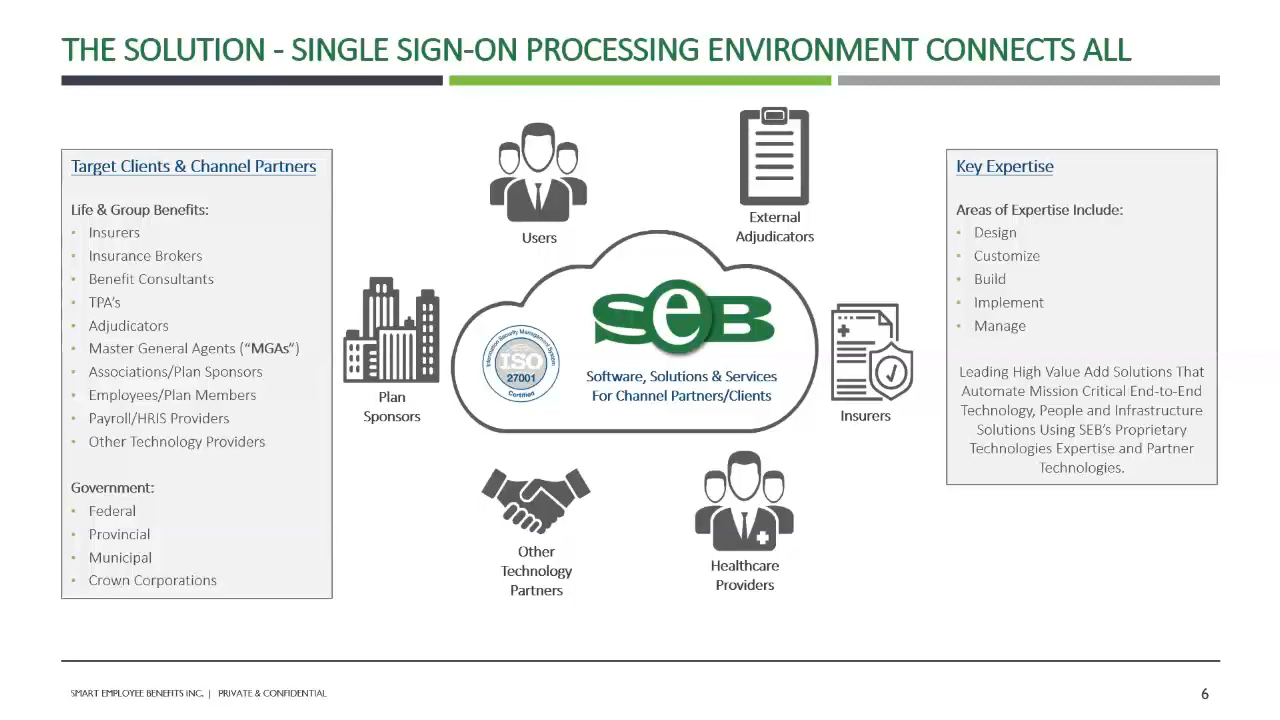 THE SOLUTION - SINGLE SIGN-ON PROCESSING ENVIRONMENT CONNECTS ALL
Target Clients & Channel Partners
Life & Group Benefits:
• Insurers
• Insurance Brokers
• Benefit Consultants
• TPA's
• Adjudicators
• Master General Agents ("MGAs")
• Associations/Plan Sponsors
• Employees/Plan Members
• Payroll/HRIS Providers
• Other Technology Providers
Government:
• Federal
• Provincial
• Municipal
• Crown Corporations
Users
External
Adjudicators
Plan
Sponsors
Information Security Management System
ISO
27001
Certified
SeB
Software, Solutions & Services
For Channel Partners/Clients
Insurers
Other
Technology
Partners
Healthcare
Providers
Key Expertise
Areas of Expertise Include:
• Design
• Customize
• Build
• Implement
• Manage
Leading High Value Add Solutions That
Automate Mission Critical End-to-End
Technology, People and Infrastructure
Solutions Using SEB's Proprietary
Technologies Expertise and Partner
Technologies.
SMART EMPLOYEE BENEFITS INC. | PRIVATE & CONFIDENTIAL
6